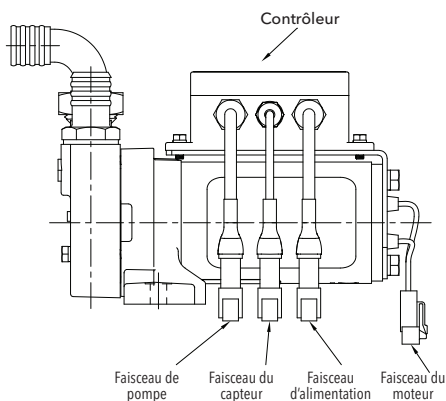 Contrôleur
Faisceau de
pompe
Faisceau du
capteur
Faisceau
d'alimentation
Faisceau du
moteur